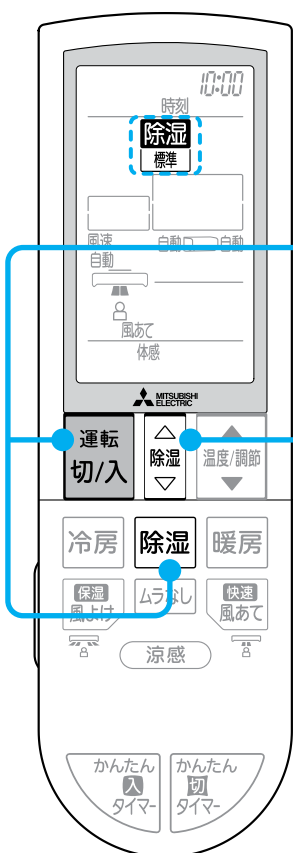 10:00
時刻
除湿
標準
風速 自動 自動
自動
風あて
体感
MITSUBISHI
ELECTRIC
運転
切/入
除湿
温度/調節
冷房 除湿 暖房
保湿
風よけ
ムラなし
快速
風あて
涼感
かんたん
入
タイマー
かんたん
切
タイマー